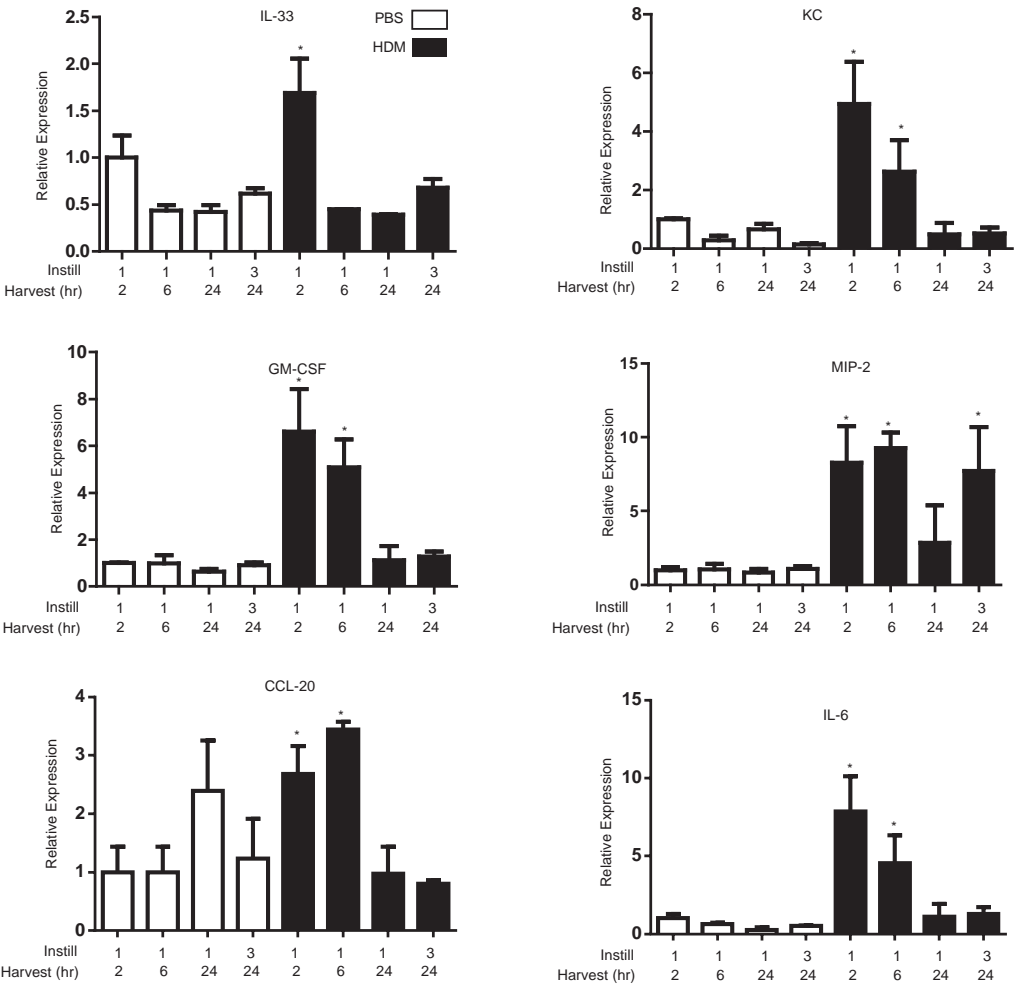 IL-33
PBS
HDM
*
2.5
2.0
1.5
1.0
0.5
0.0
Relative Expression
Instill 1 1 1 3 1 1 1 3
Harvest (hr) 2 6 24 24 2 6 24 24
KC
*
*
8
6
4
2
0
Relative Expression
Instill 1 1 1 3 1 1 1 3
Harvest (hr) 2 6 24 24 2 6 24 24
GM-CSF
*
*
10
8
6
4
2
0
Relative Expression
Instill 1 1 1 3 1 1 1 3
Harvest (hr) 2 6 24 24 2 6 24 24
MIP-2
* * *
15
10
5
0
Relative Expression
Instill 1 1 1 3 1 1 1 3
Harvest (hr) 2 6 24 24 2 6 24 24
CCL-20
*
*
4
3
2
1
0
Relative Expression
Instill 1 1 1 3 1 1 1 3
Harvest (hr) 2 6 24 24 2 6 24 24
IL-6
*
*
15
10
5
0
Relative Expression
Instill 1 1 1 3 1 1 1 3
Harvest (hr) 2 6 24 24 2 6 24 24